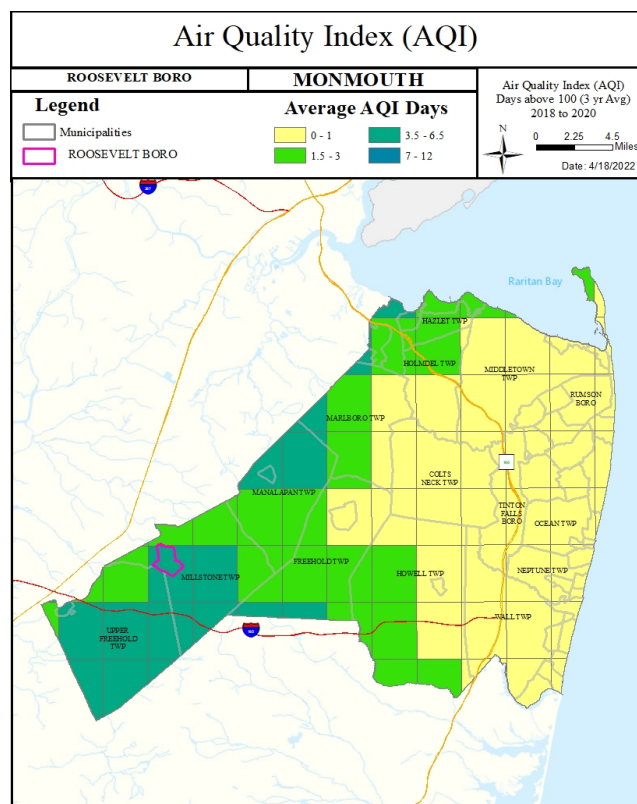 Air Quality Index (AQI)
ROOSEVELT BORO
MONMOUTH
Legend
Municipalities
ROOSEVELT BORO
Average AQI Days
0 - 1
3.5 - 6.5
1.5 - 3
7 - 12
Air Quality Index (AQI)
Days above 100 (3 yr Avg)
2018 to 2020
N
0 2.25 4.5
Miles
Date: 4/18/2022
Raritan Bay
HAZLET TWP
HOLMDEL TWP
MIDDLETOWN
TWP
RUMSON
BORO
MARLBORO TWP
COLTS
NECK TWP
MANALAPAN TWP
TINTON
FALLS
BORO
OCEAN TWP
FREEHOLD TWP
MILLSTONE TWP
HOWELL TWP
NEPTUNE TWP
WALL TWP
UPPER
FREEHOLD
TWP